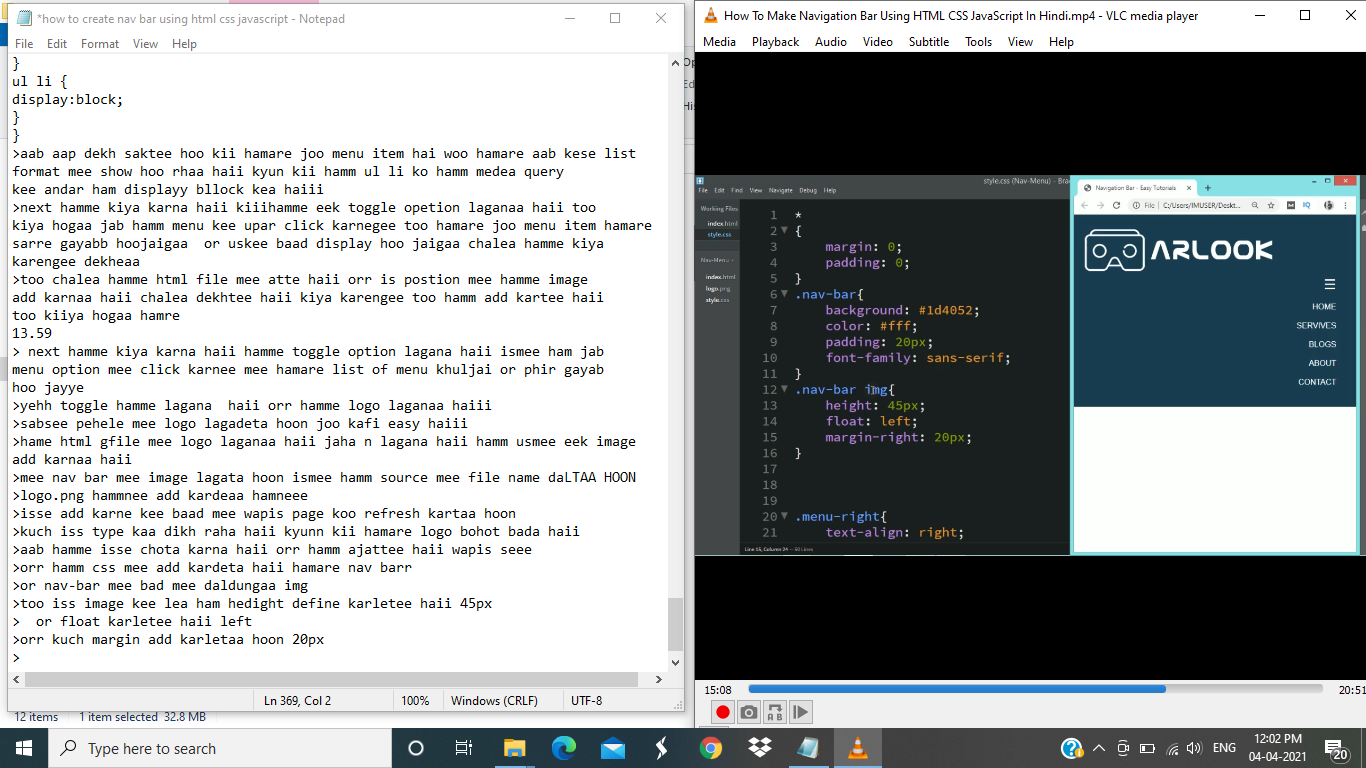 *how to create nav bar using html css javascript - Notepad
File Edit Format View Help
}
ul li {
display:block;
}
}
>aab aap dekh saktee hoo kii hamare joo menu item hai woo hamare aab kese list
format mee show hoo rhaa haii kyun kii hamm ul li ko hamm medea query
kee andar ham displayy bllock kea haiii
>next hamme kiya karna haii kiiihamme eek toggle opetion laganaa haii too
kiya hogaa jab hamm menu kee upar click karnegee too hamare joo menu item hamare
sarre gayabb hoojaigaa  or uskee baad display hoo jaigaa chalea hamme kiya
karengee dekheaa
>too chalea hamme html file mee atte haii orr is postion mee hamme image
add karnaa haii chalea dekhtee haii kiya karengee too hamm add kartee haii
too kiiya hogaa hamre
13.59
> next hamme kiya karna haii hamme toggle option lagana haii ismee ham jab
menu option mee click karnee mee hamare list of menu khuljai or phir gayab
hoo jayye
>yehh toggle hamme lagana  haii orr hamme logo laganaa haiii
>sabsee pehele mee logo lagadeta hoon joo kafi easy haiii
>hame html gfile mee logo laganaa haii jaha n lagana haii hamm usmee eek image
add karnaa haii
>mee nav bar mee image lagata hoon ismee hamm source mee file name daLTAA HOON
>logo.png hammnee add kardeaa hamneee
>isse add karne kee baad mee wapis page koo refresh kartaa hoon
>kuch iss type kaa dikh raha haii kyunn kii hamare logo bohot bada haii
>aab hamme isse chota karna haii orr hamm ajattee haii wapis seee
>orr hamm css mee add kardeta haii hamare nav barr
>or nav-bar mee bad mee daldungaa img
>too iss image kee lea ham hedight define karletee haii 45px
>  or float karletee haii left
>orr kuch margin add karletaa hoon 20px
>
Ln 369, Col 2 100% Windows (CRLF) UTF-8
12 items 1 item selected 32.8 MB
How To Make Navigation Bar Using HTML CSS JavaScript In Hindi.mp4 - VLC media player
Media Playback Audio Video Subtitle Tools View Help
style.css (Nav-Menu) - Brac
File Edit Find View Navigate Debug Help
Working Files
index.html
style.css
Nav-Menu
index.html
logo.png
style.css
1 *
2 {
3 margin: 0;
4 padding: 0;
5 }
6 .nav-bar{
7 background: #1d4052;
8 color: #fff;
9 padding: 20px;
10 font-family: sans-serif;
11 }
12 .nav-bar img{
13 height: 45px;
14 float: left;
15 margin-right: 20px;
16 }
17
18
19
20 .menu-right{
21 text-align: right;
Line 15, Column 24
Navigation Bar - Easy Tutorials
File C:/Users/IMUSER/Deskt...
ARLOOK
HOME
SERVIVES
BLOGS
ABOUT
CONTACT
15:08 20:51
Type here to search
ENG
12:02 PM
04-04-2021
20